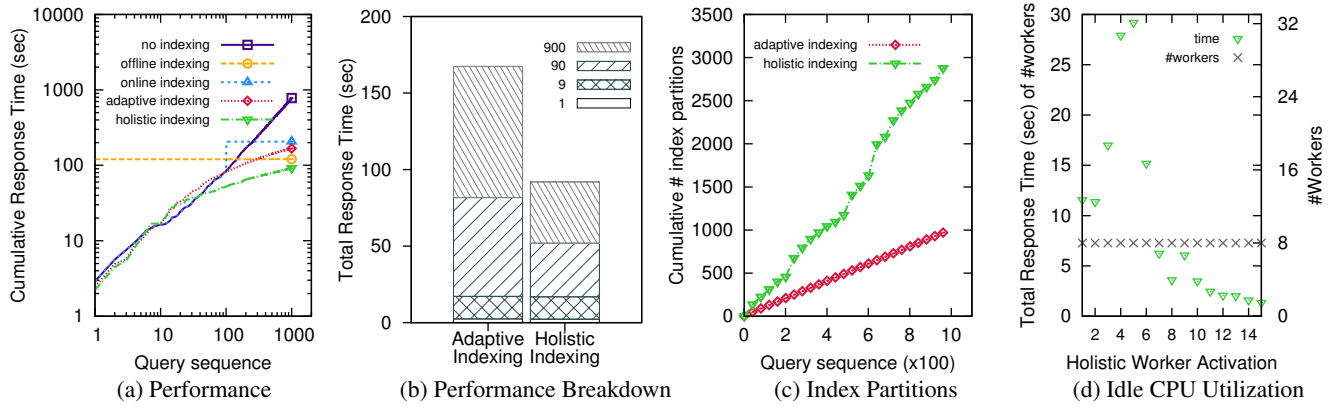 Cumulative Response Time (sec)
10000
1000
100
10
1
no indexing
offline indexing
online indexing
adaptive indexing
holistic indexing
1 10 100 1000
Query sequence
(a) Performance
Total Response Time (sec)
200
150
100
50
0
900
90
9
1
Adaptive Indexing
Holistic Indexing
(b) Performance Breakdown
Cumulative # index partitions
3500
3000
2500
2000
1500
1000
500
0
adaptive indexing
holistic indexing
0 2 4 6 8 10
Query sequence (x100)
(c) Index Partitions
Total Response Time (sec) of #workers
30
25
20
15
10
5
0
time
#workers
32
24
16
8
0
#Workers
2 4 6 8 10 12 14
Holistic Worker Activation
(d) Idle CPU Utilization